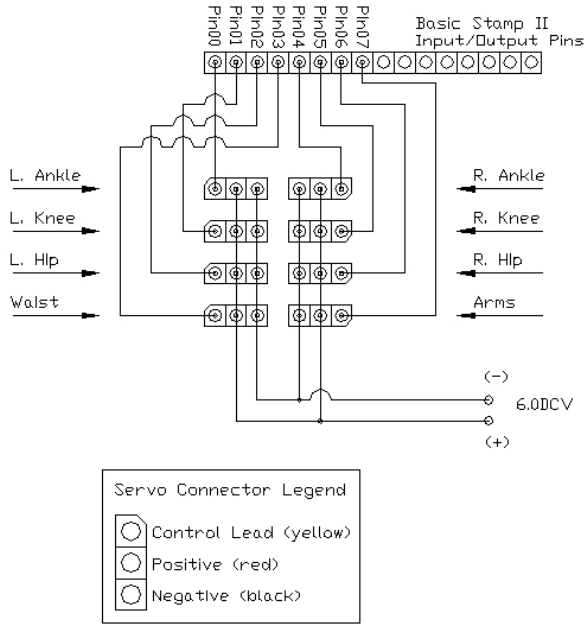 Pin00
Pin01
PIn02
PIn03
Pin04
Pin05
PIn06
PIn07
Basic Stamp II
Input/Output Pins
L. Ankle
R. Ankle
L. Knee
R. Knee
L. Hip
R. Hip
Waist
Arms
(-)
6.0DCV
(+)
Servo Connector Legend
Control Lead (yellow)
Positive (red)
Negative (black)